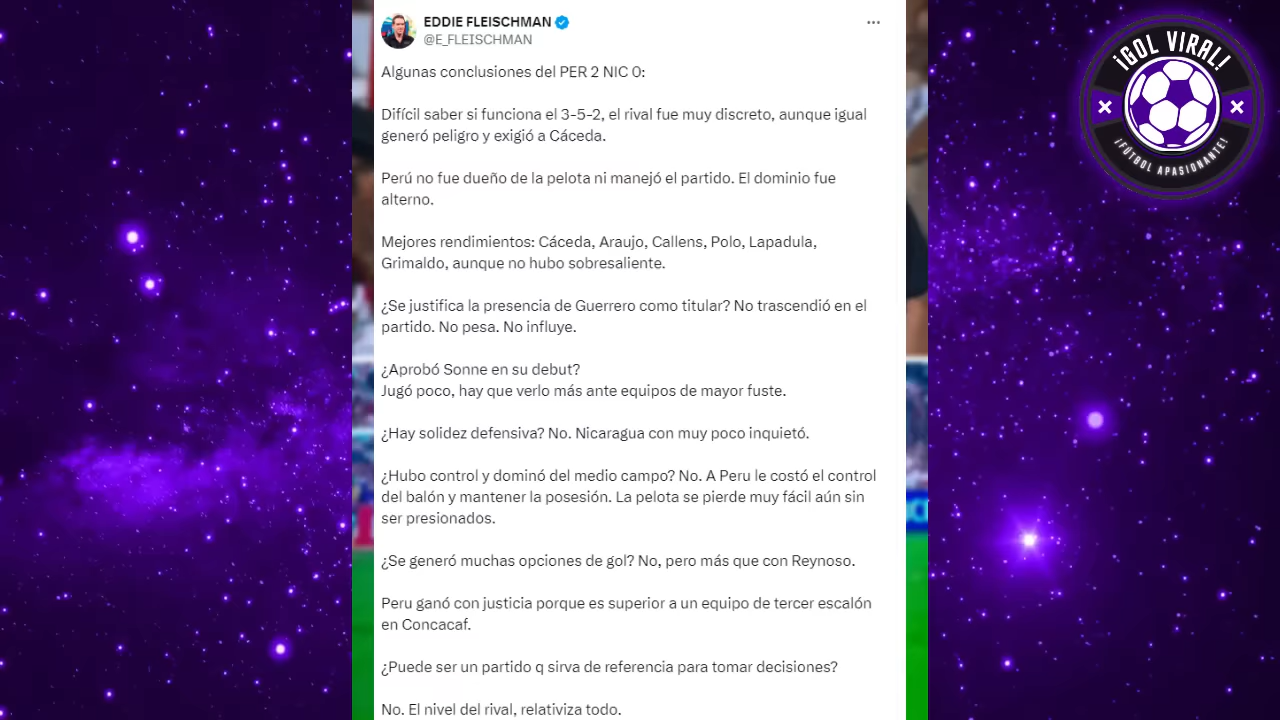 EDDIE FLEISCHMAN
@E_FLEISCHMAN
Algunas conclusiones del PER 2 NIC 0:
Difícil saber si funciona el 3-5-2, el rival fue muy discreto, aunque igual
generó peligro y exigió a Cáceda.
Perú no fue dueño de la pelota ni manejó el partido. El dominio fue
alterno.
Mejores rendimientos: Cáceda, Araujo, Callens, Polo, Lapadula,
Grimaldo, aunque no hubo sobresaliente.
¿Se justifica la presencia de Guerrero como titular? No trascendió en el
partido. No pesa. No influye.
¿Aprobó Sonne en su debut?
Jugó poco, hay que verlo más ante equipos de mayor fuste.
¿Hay solidez defensiva? No. Nicaragua con muy poco inquietó.
¿Hubo control y dominó del medio campo? No. A Peru le costó el control
del balón y mantener la posesión. La pelota se pierde muy fácil aún sin
ser presionados.
¿Se generó muchas opciones de gol? No, pero más que con Reynoso.
Peru ganó con justicia porque es superior a un equipo de tercer escalón
en Concacaf.
¿Puede ser un partido q sirva de referencia para tomar decisiones?
No. El nivel del rival, relativiza todo.
¡GOL VIRAL!
¡FÚTBOL APASIONANTE!